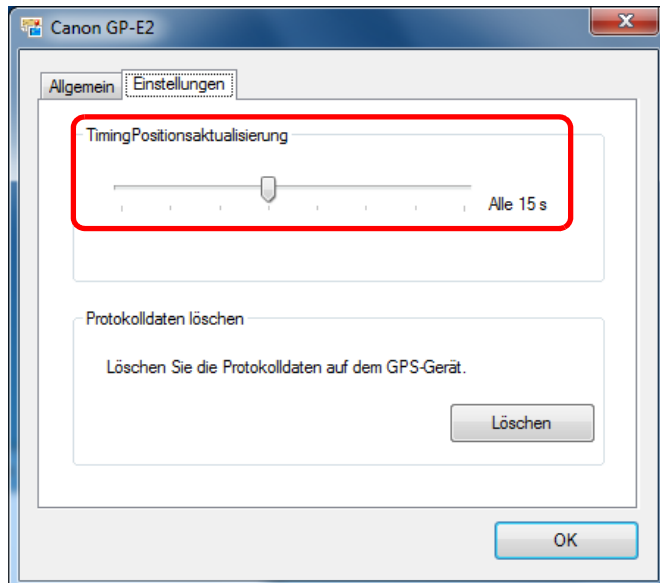 Canon GP-E2
Allgemein Einstellungen
TimingPositionsaktualisierung
Alle 15 s
Protokolldaten löschen
Löschen Sie die Protokolldaten auf dem GPS-Gerät.
Löschen
OK